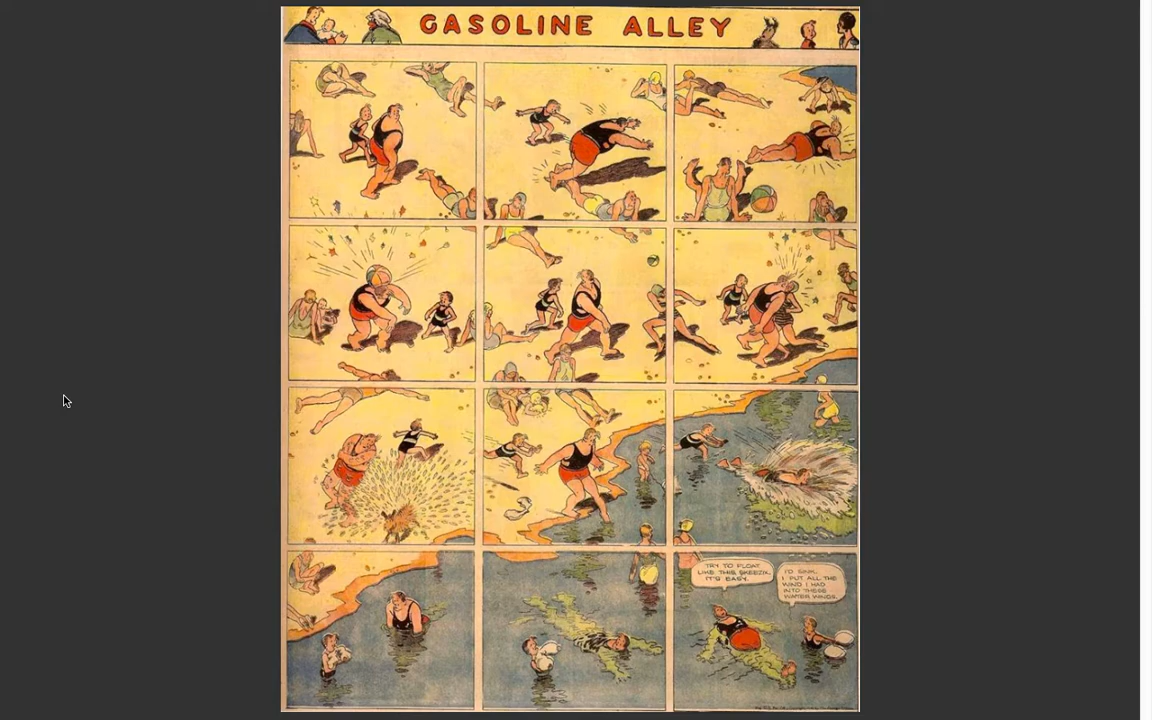 GASOLINE ALLEY
TRY TO FLOAT
LIKE THIS SKEEZIX.
IT'S EASY.
I'D SINK.
I PUT ALL THE
WIND I HAD
INTO THESE
WATER WINGS.